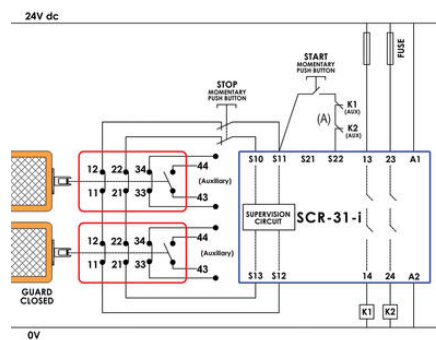 24V dc
START
MOMENTARY
PUSH BUTTON
FUSE
STOP
MOMENTARY
PUSH BUTTON
K1
(AUX)
(A)
K2
(AUX)
S10 S11 S21 S22 13 23 A1
12 22 34 44
(Auxiliary)
11 21 33 43
SUPERVISION
CIRCUIT
SCR-31-i
12 22 34 44
(Auxiliary)
11 21 33 43
S13 S12 14 24 A2
GUARD
CLOSED
K1 K2
0V